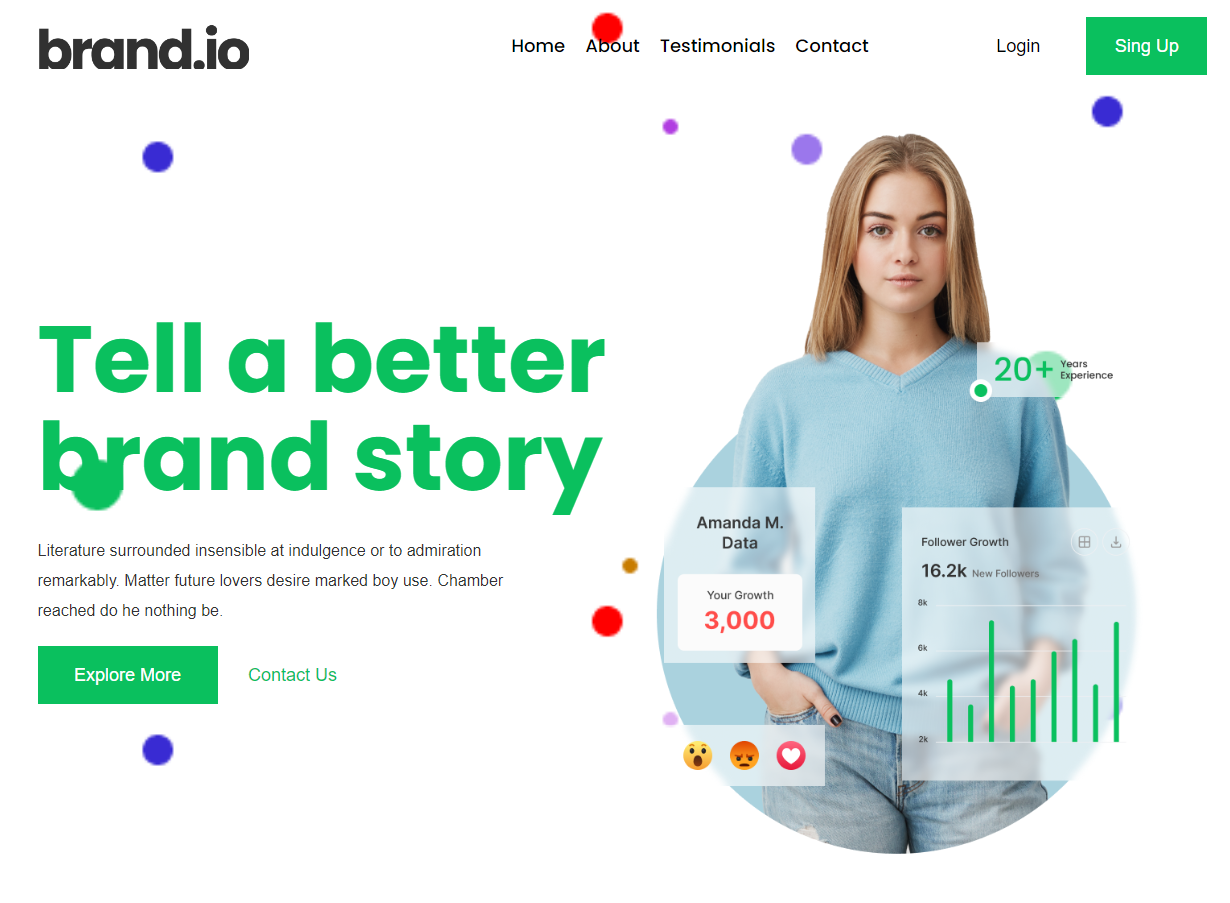 brand.io
Home About Testimonials Contact
Login
Sing Up
Tell a better
brand story
Literature surrounded insensible at indulgence or to admiration
remarkably. Matter future lovers desire marked boy use. Chamber
reached do he nothing be.
Explore More
Contact Us
20+ Years
Experience
Amanda M.
Data
Your Growth
3,000
Follower Growth
16.2k New Followers
8k
6k
4k
2k